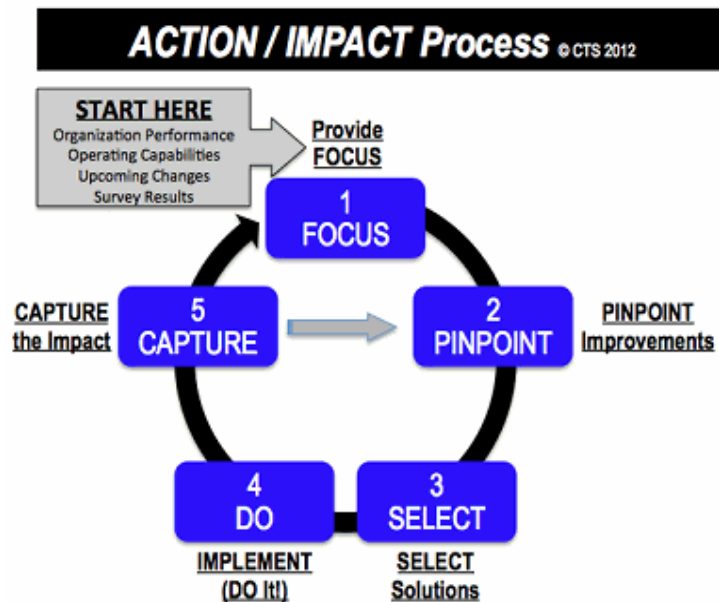 ACTION / IMPACT Process © CTS 2012
START HERE
Organization Performance
Operating Capabilities
Upcoming Changes
Survey Results
Provide
FOCUS
1
FOCUS
2
PINPOINT
PINPOINT
Improvements
3
SELECT
SELECT
Solutions
4
DO
IMPLEMENT
(DO It!)
5
CAPTURE
CAPTURE
the Impact